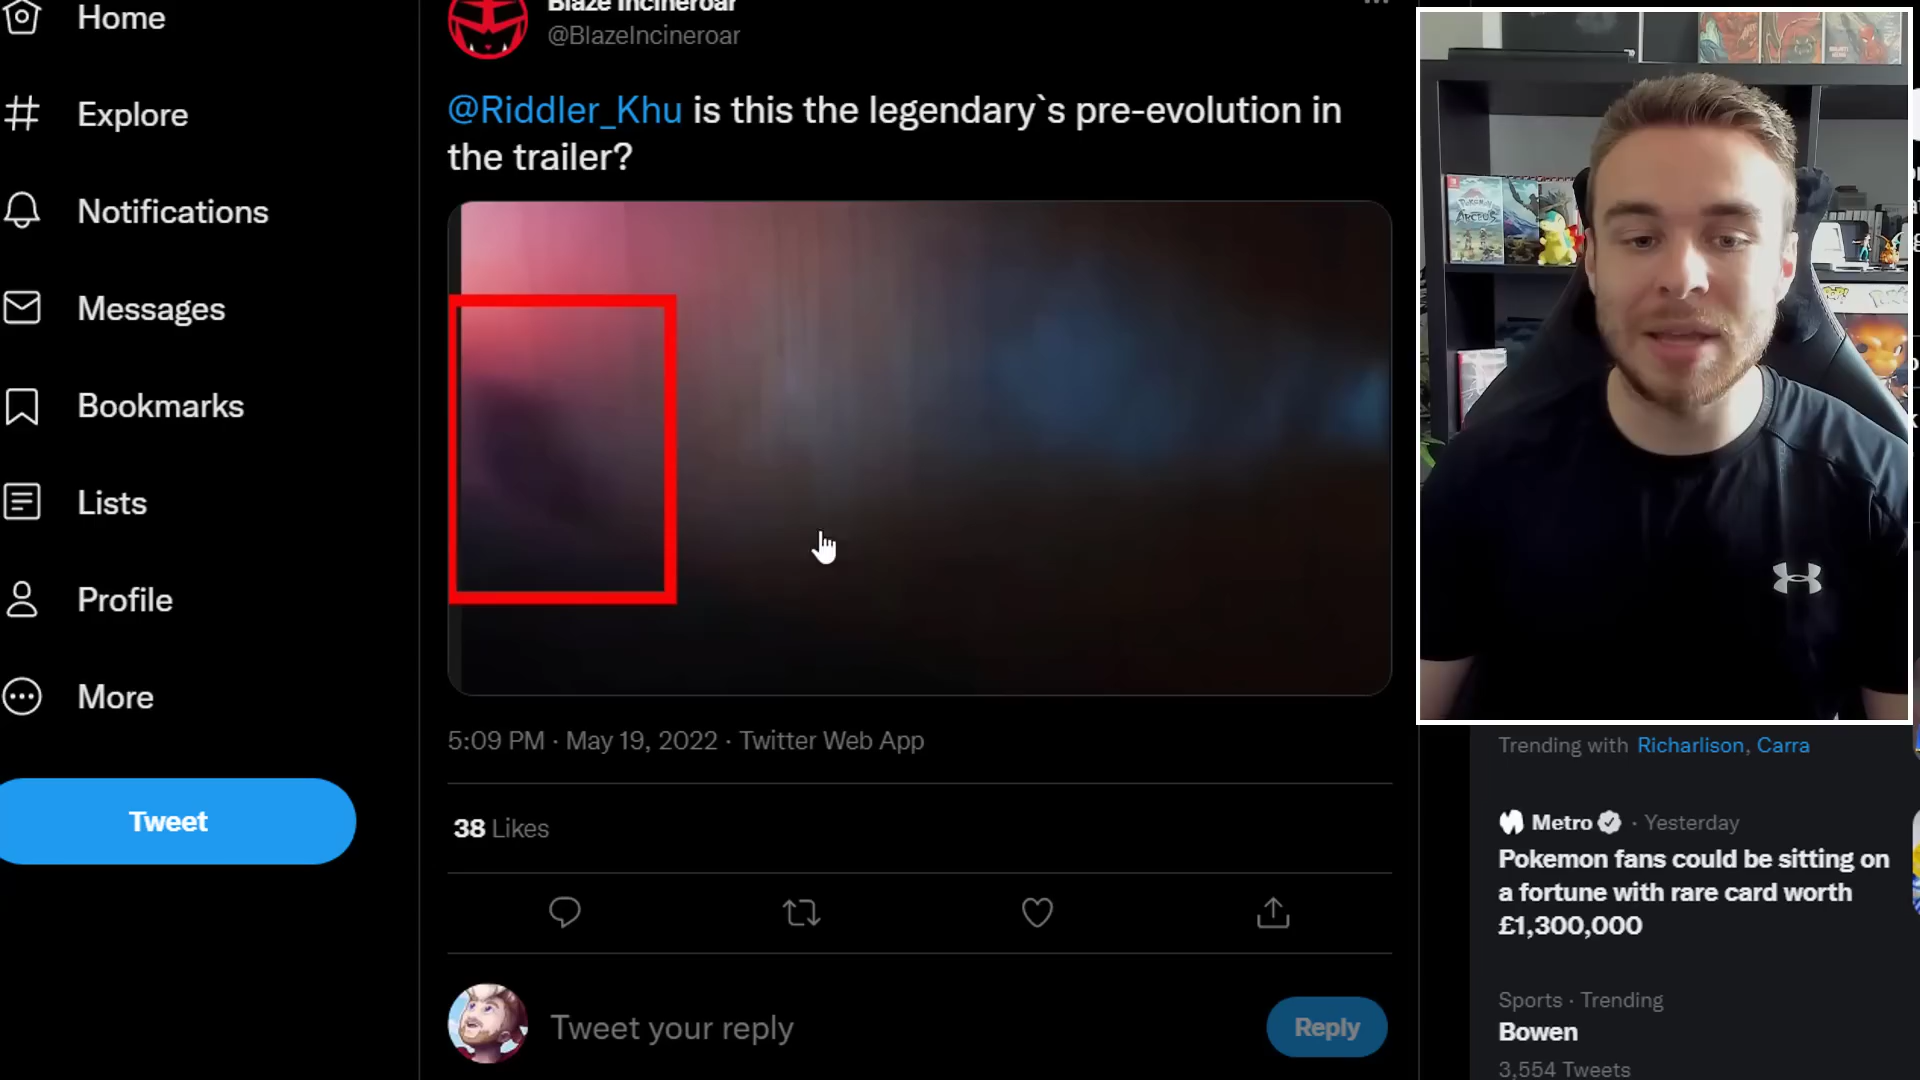 Home
Explore
Notifications
Messages
Bookmarks
Lists
Profile
More
Tweet
Blaze Incineroar
@BlazeIncineroar
@Riddler_Khu is this the legendary`s pre-evolution in
the trailer?
5:09 PM · May 19, 2022 · Twitter Web App
38 Likes
Tweet your reply
Reply
POKÉMON
ARCEUS
POP!
Trending with Richarlison, Carra
Metro · Yesterday
Pokemon fans could be sitting on
a fortune with rare card worth
£1,300,000
Sports · Trending
Bowen
3,554 Tweets